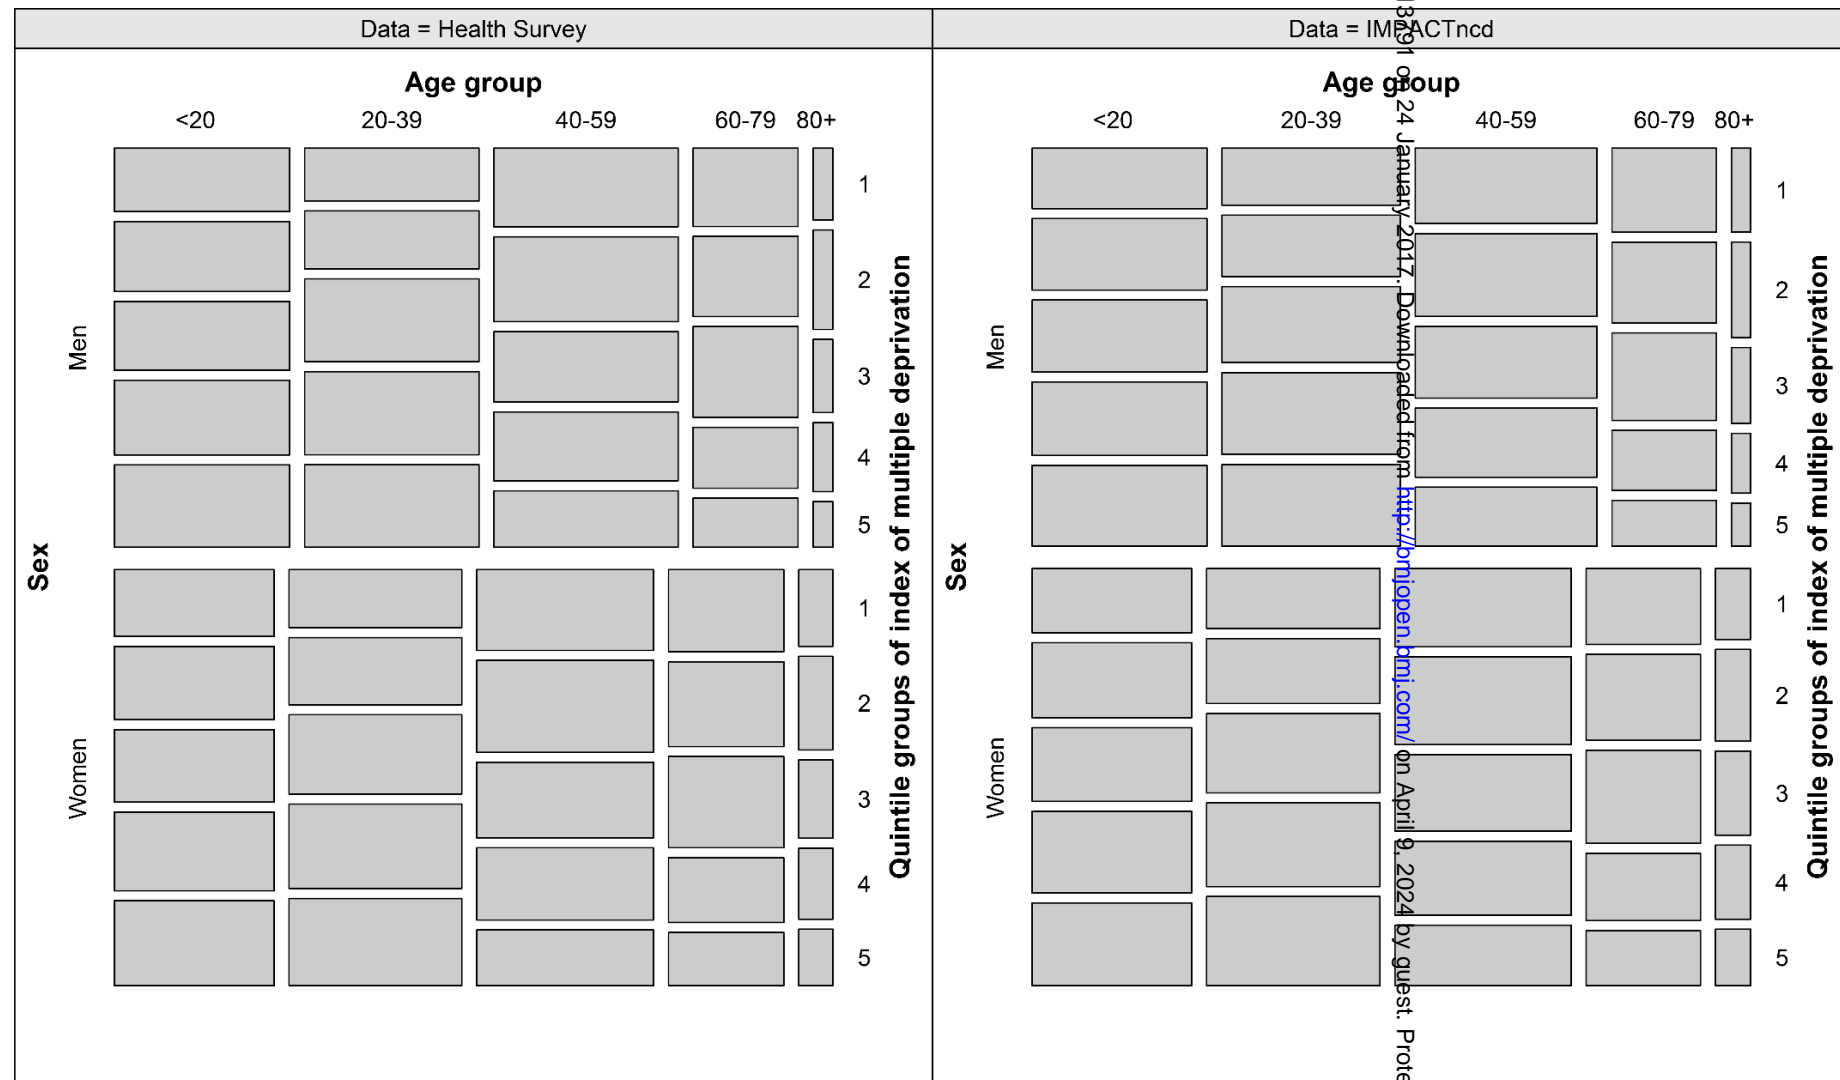 Data = Health Survey
Age group
<20 20-39 40-59 60-79 80+
Men
Women
Sex
1
2
3
4
5
1
2
3
4
5
Quintile groups of index of multiple deprivation
Data = IMPACTncd
Age group
<20 20-39 40-59 60-79 80+
Men
Women
Sex
1
2
3
4
5
1
2
3
4
5
Quintile groups of index of multiple deprivation
on 24 January 2017. Downloaded from http://bmjopen.bmj.com/ on April 9, 2024 by guest.